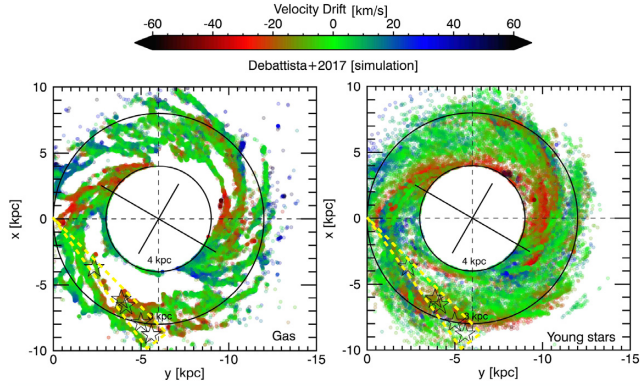 Velocity Drift [km/s]
-60 -40 -20 0 20 40 60
Debattista+2017 [simulation]
10
5
0
-5
-10
x [kpc]
4 kpc
kpc
Gas
0 -5 -10 -15
y [kpc]
10
5
0
-5
-10
x [kpc]
4 kpc
kpc
Young stars
0 -5 -10 -15
y [kpc]